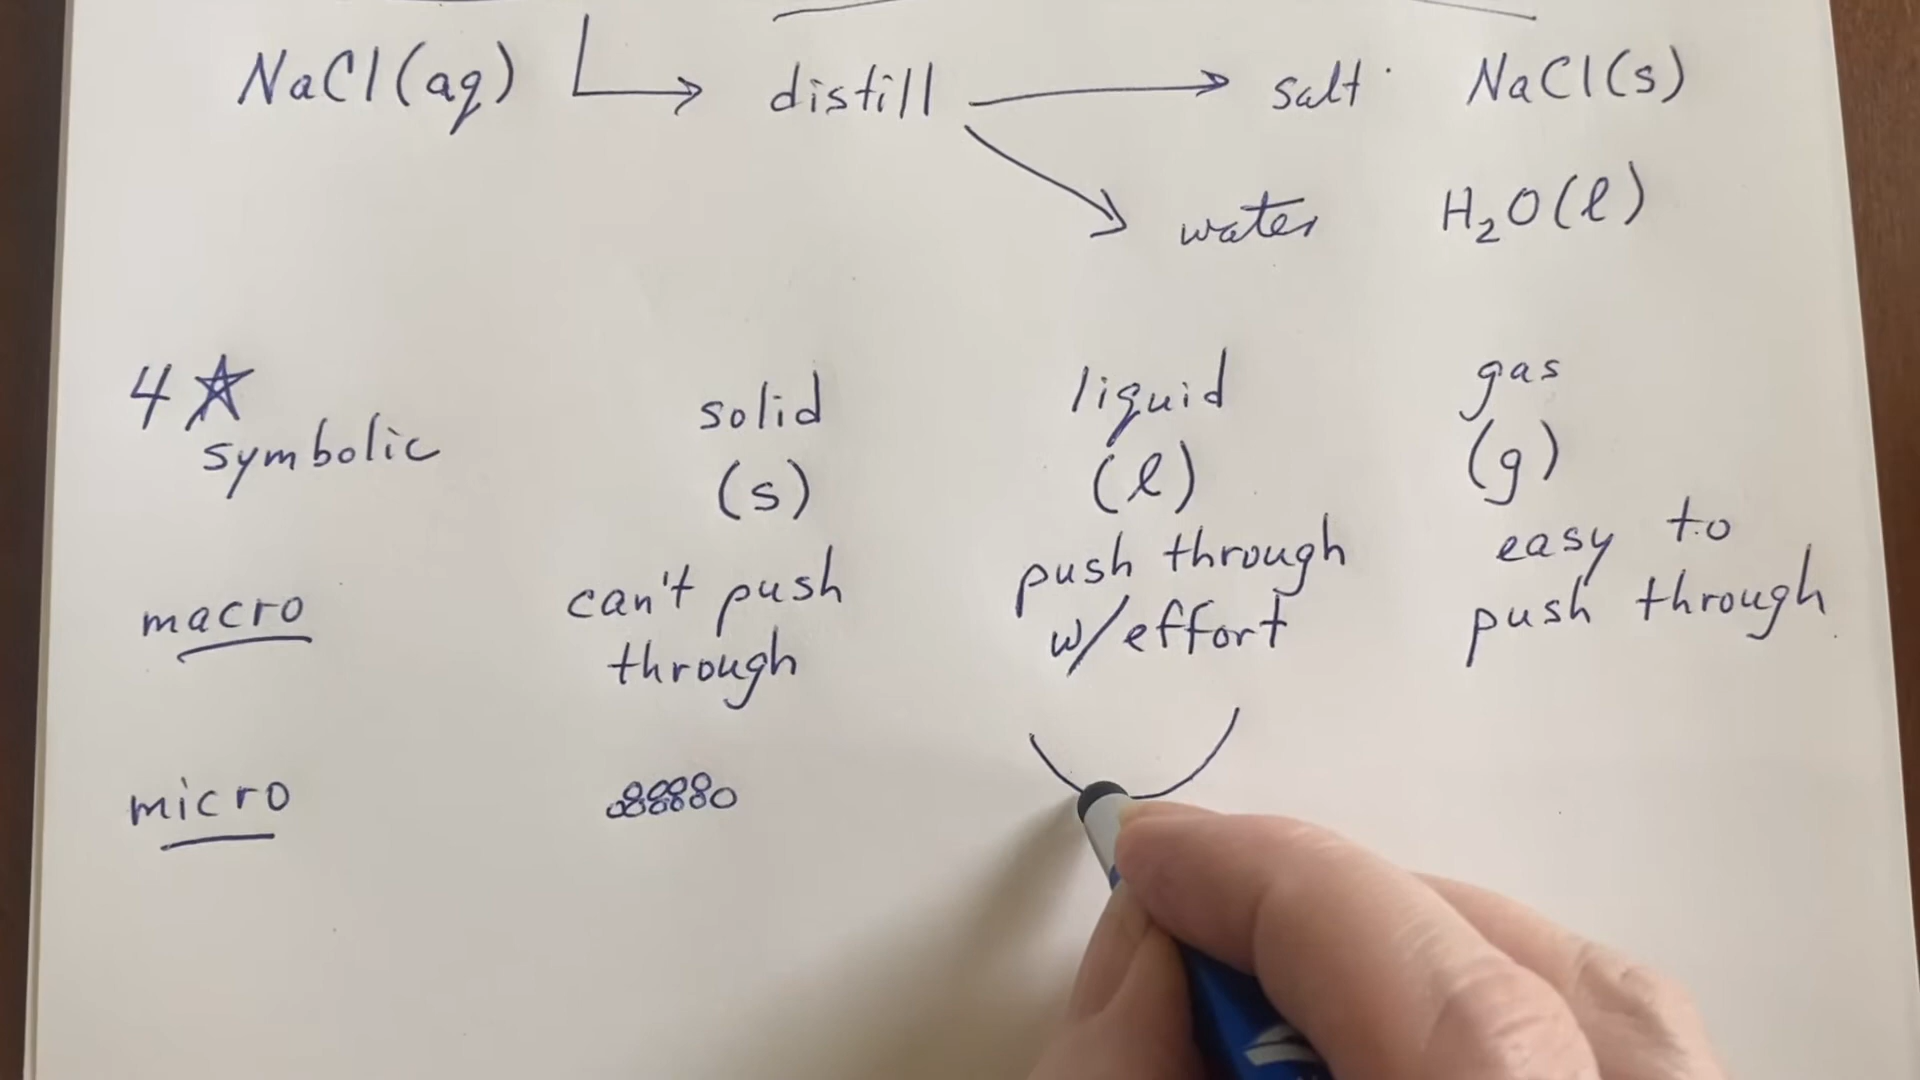 NaCl(aq) distill salt NaCl(s)
water H₂O(l)
4 ☆
symbolic solid liquid gas
(s) (l) (g)
macro can't push push through easy to
through w/effort push through
micro